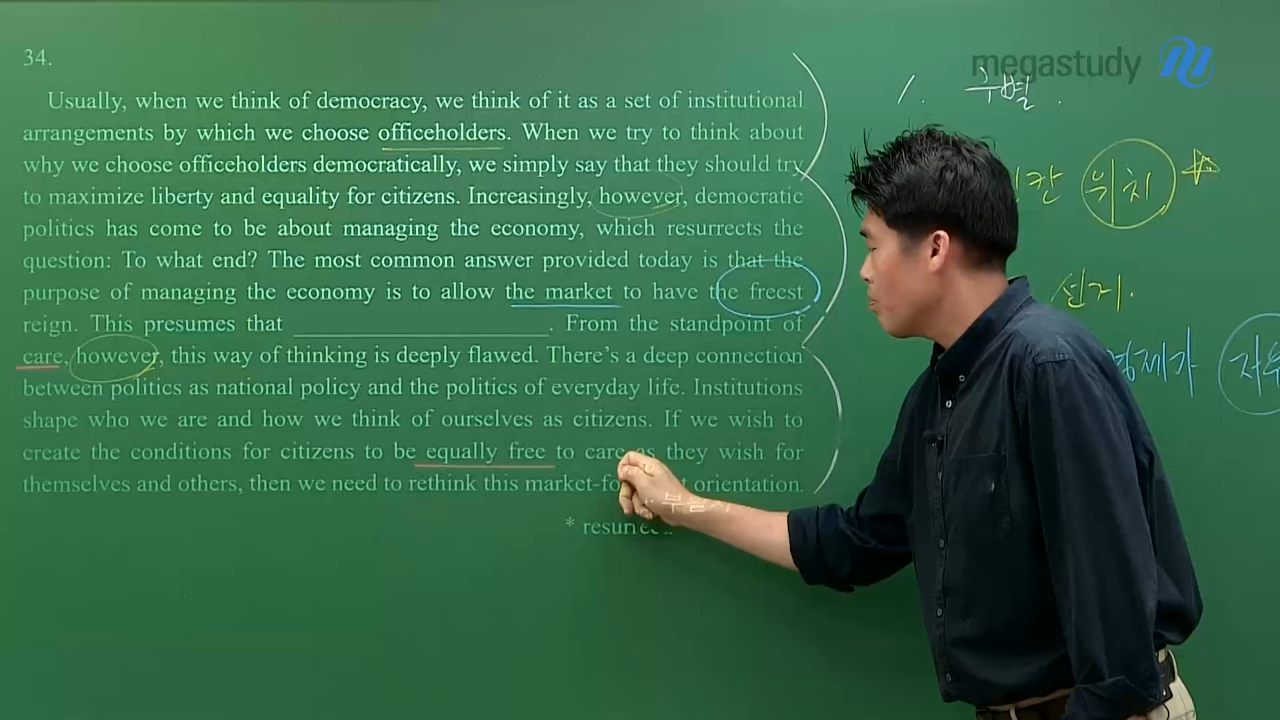 34.
Usually, when we think of democracy, we think of it as a set of institutional
arrangements by which we choose officeholders. When we try to think about
why we choose officeholders democratically, we simply say that they should try
to maximize liberty and equality for citizens. Increasingly, however, democratic
politics has come to be about managing the economy, which resurrects the
question: To what end? The most common answer provided today is that the
purpose of managing the economy is to allow the market to have the freest
reign. This presumes that ________________________. From the standpoint of
care, however, this way of thinking is deeply flawed. There's a deep connection
between politics as national policy and the politics of everyday life. Institutions
shape who we are and how we think of ourselves as citizens. If we wish to
create the conditions for citizens to be equally free to care as they wish for
themselves and others, then we need to rethink this orientation.
* resurrect
megastudy
1. 수별.
빈칸 위치
선지.
경제가